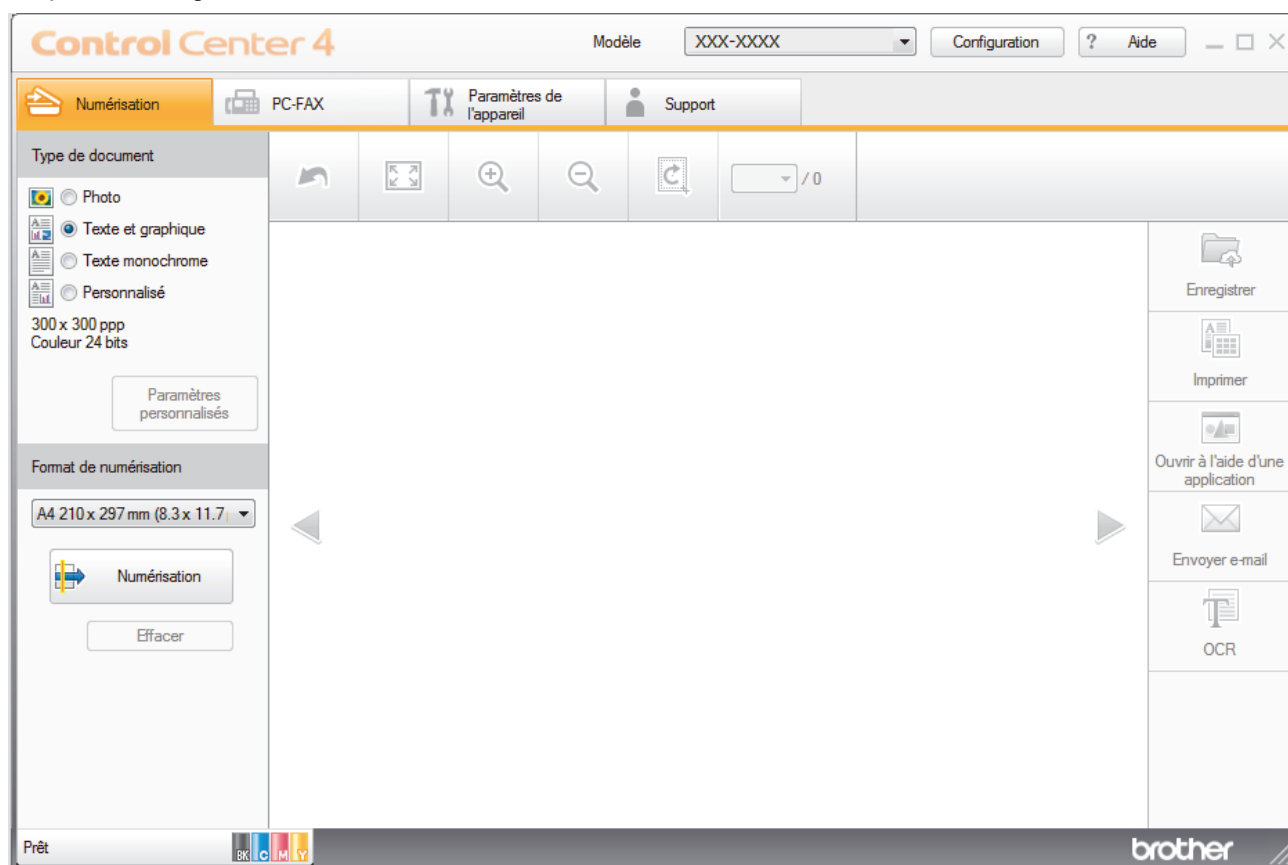 Control Center 4
Modèle
XXX-XXXX
Configuration
? Aide
Numérisation
PC-FAX
Paramètres de
l'appareil
Support
Type de document
/ 0
Photo
Texte et graphique
Texte monochrome
Personnalisé
300 x 300 ppp
Couleur 24 bits
Paramètres
personnalisés
Format de numérisation
A4 210 x 297 mm (8.3 x 11.7
Numérisation
Effacer
Enregistrer
Imprimer
Ouvrir à l'aide d'une
application
Envoyer e-mail
OCR
Prêt
BK C M Y
brother